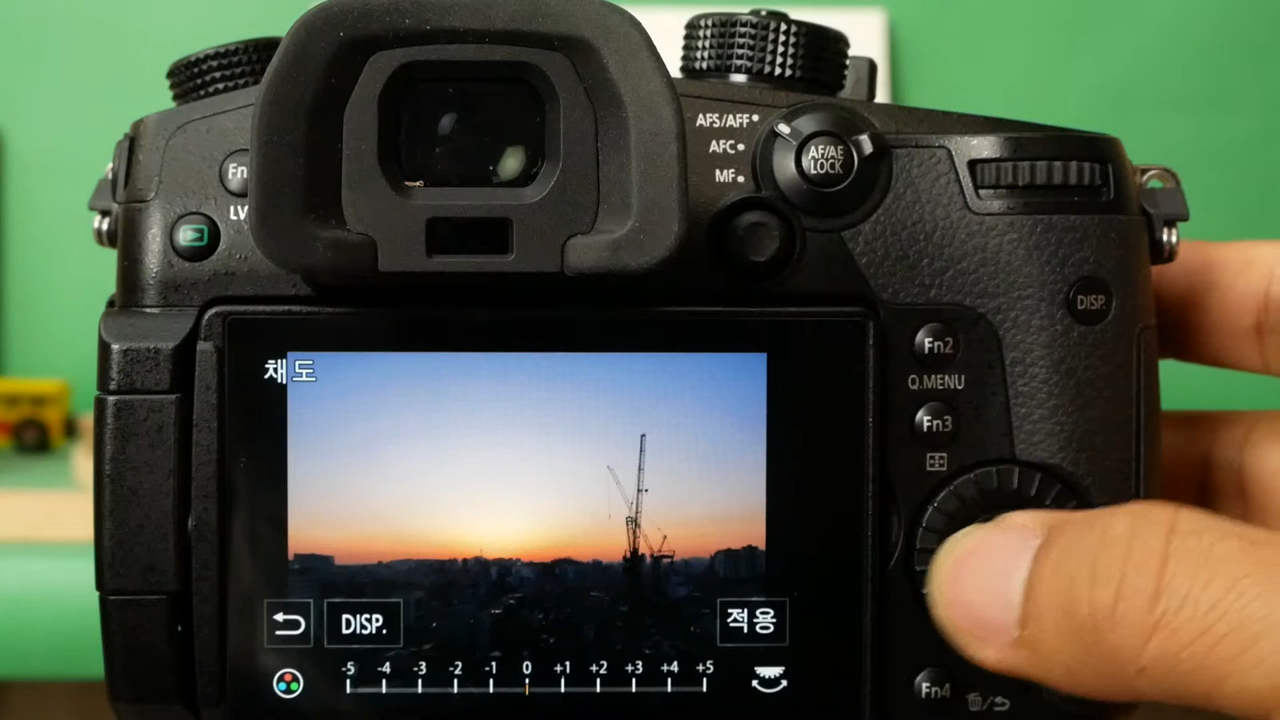 AFS/AFF
AFC
MF
AF/AE
LOCK
Fn
LV
DISP.
Fn2
Q.MENU
Fn3
채도
DISP.
적용
-5 -4 -3 -2 -1 0 +1 +2 +3 +4 +5
Fn4